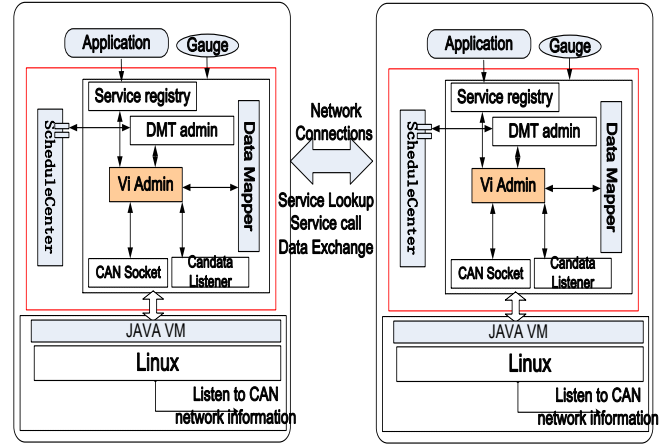 Application
Gauge
Service registry
DMT admin
ScheduleCenter
Data Mapper
Vi Admin
CAN Socket
Candata
Listener
JAVA VM
Linux
Listen to CAN
network information
Network
Connections
Service Lookup
Service call
Data Exchange
Application
Gauge
Service registry
DMT admin
ScheduleCenter
Data Mapper
Vi Admin
CAN Socket
Candata
Listener
JAVA VM
Linux
Listen to CAN
network information